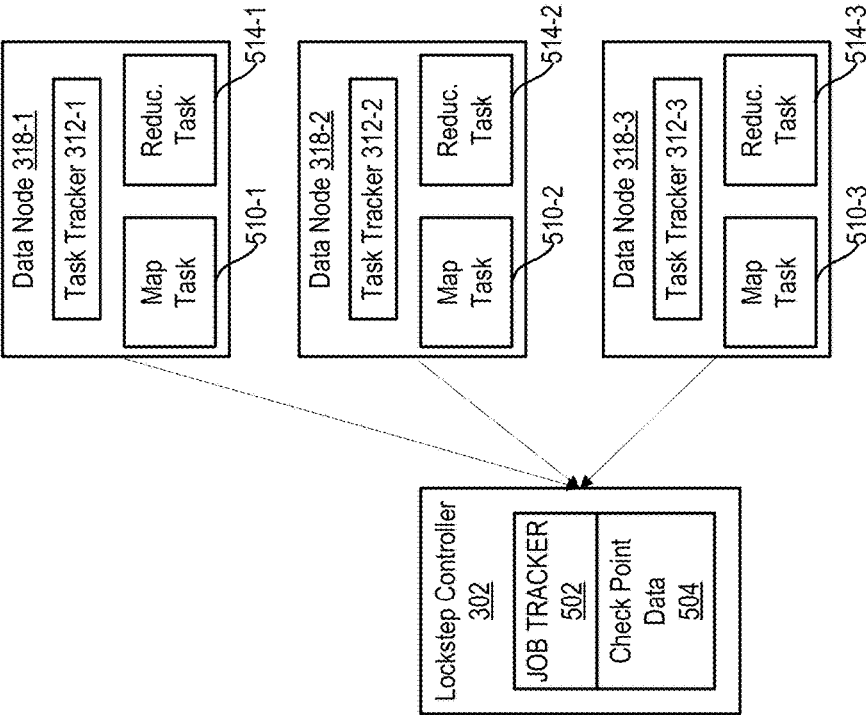 Lockstep Controller
302
JOB TRACKER
502
Check Point
Data
504
Data Node 318-1
Task Tracker 312-1
Map
Task
Reduc.
Task
510-1
514-1
Data Node 318-2
Task Tracker 312-2
Map
Task
Reduc.
Task
510-2
514-2
Data Node 318-3
Task Tracker 312-3
Map
Task
Reduc.
Task
510-3
514-3